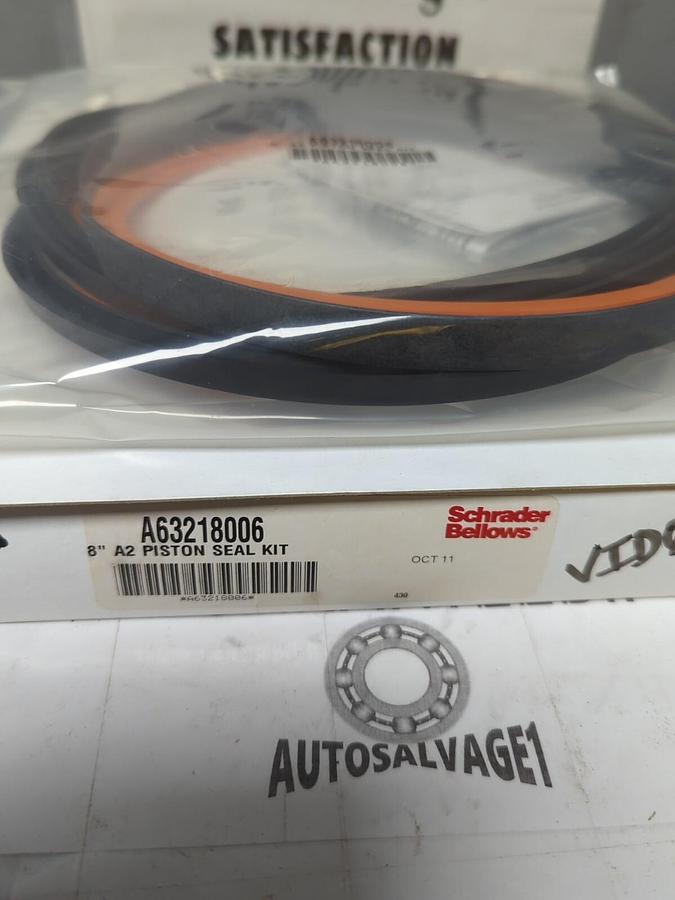 SATISFACTION
A63218006
8" A2 PISTON SEAL KIT
*A63218006*
Schrader
Bellows®
OCT 11
430
AUTOSALVAGE1